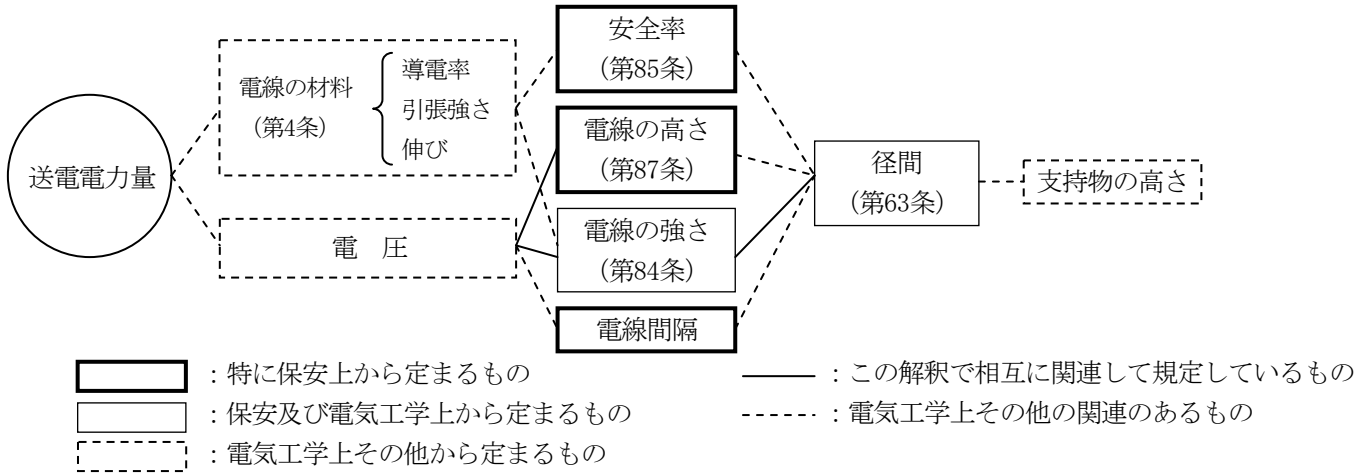 送電電力量
電線の材料
(第4条)
導電率
引張強さ
伸び
電 圧
安全率
(第85条)
電線の高さ
(第87条)
電線の強さ
(第84条)
電線間隔
径間
(第63条)
支持物の高さ
：特に保安上から定まるもの
：保安及び電気工学上から定まるもの
：電気工学上その他から定まるもの
：この解釈で相互に関連して規定しているもの
：電気工学上その他の関連のあるもの